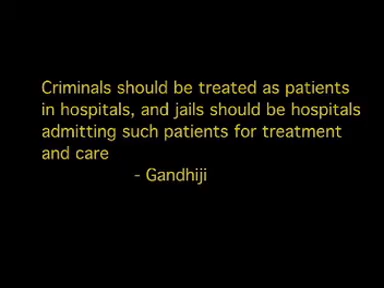 Criminals should be treated as patients
in hospitals, and jails should be hospitals
admitting such patients for treatment
and care
- Gandhiji